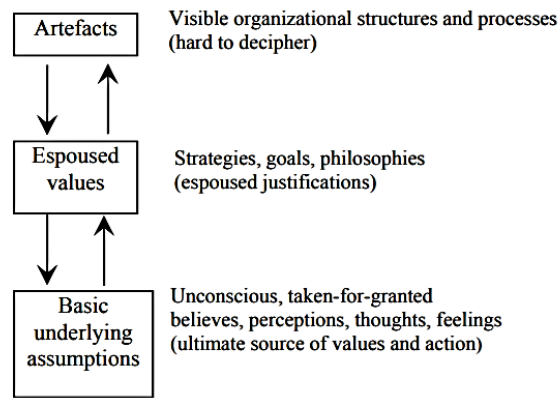 Artefacts
Visible organizational structures and processes
(hard to decipher)
Espoused
values
Strategies, goals, philosophies
(espoused justifications)
Basic
underlying
assumptions
Unconscious, taken-for-granted
believes, perceptions, thoughts, feelings
(ultimate source of values and action)